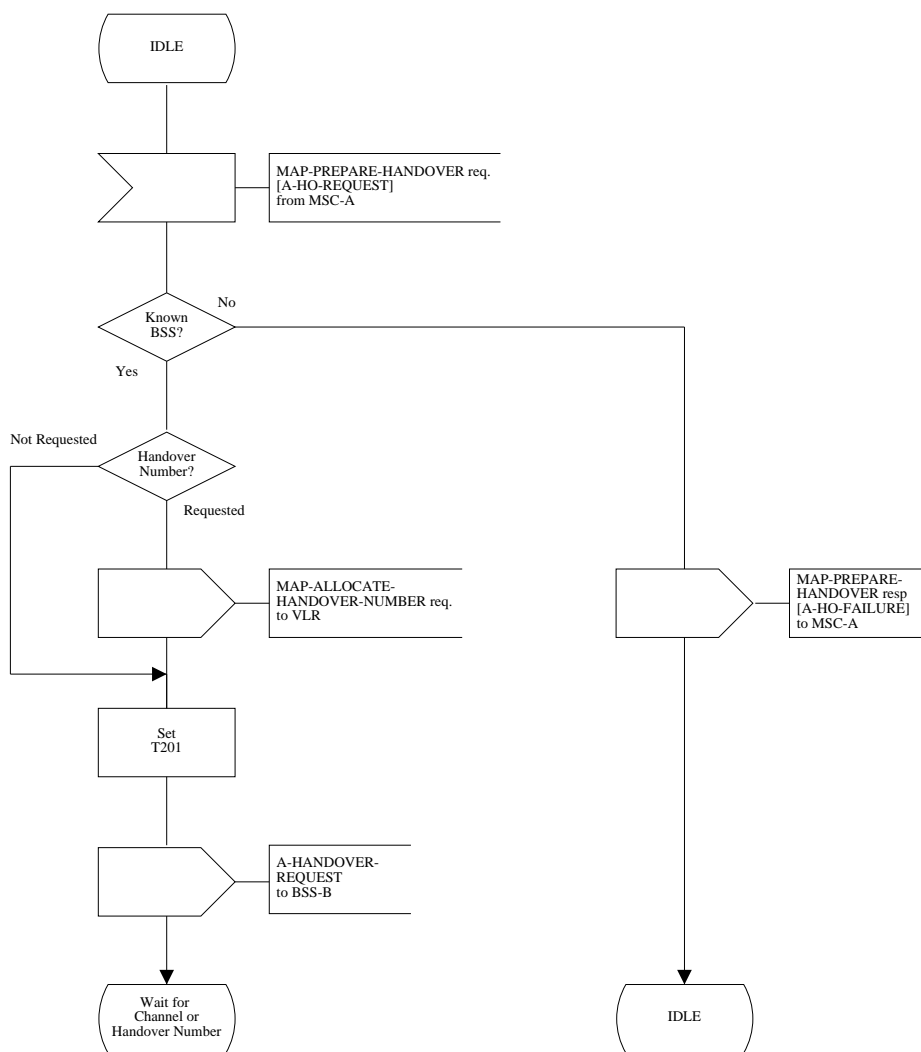 IDLE
MAP-PREPARE-HANDOVER req.
[A-HO-REQUEST]
from MSC-A
No
Known
BSS?
Yes
Not Requested
Handover
Number?
Requested
MAP-ALLOCATE-
HANDOVER-NUMBER req.
to VLR
MAP-PREPARE-
HANDOVER resp
[A-HO-FAILURE]
to MSC-A
Set
T201
A-HANDOVER-
REQUEST
to BSS-B
Wait for
Channel or
Handover Number
IDLE